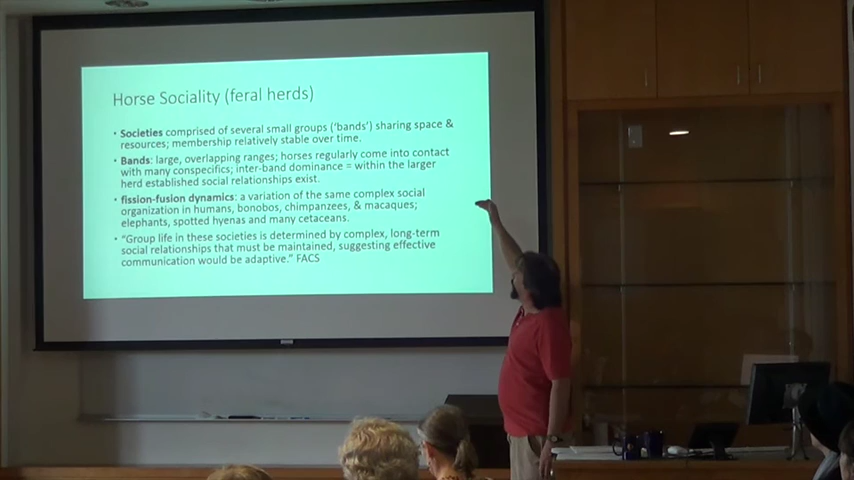 Horse Sociality (feral herds)
• Societies comprised of several small groups ('bands') sharing space &
resources; membership relatively stable over time.
• Bands: large, overlapping ranges; horses regularly come into contact
with many conspecifics; inter-band dominance = within the larger
herd established social relationships exist.
• fission-fusion dynamics: a variation of the same complex social
organization in humans, bonobos, chimpanzees, & macaques;
elephants, spotted hyenas and many cetaceans.
• "Group life in these societies is determined by complex, long-term
social relationships that must be maintained, suggesting effective
communication would be adaptive." FACS